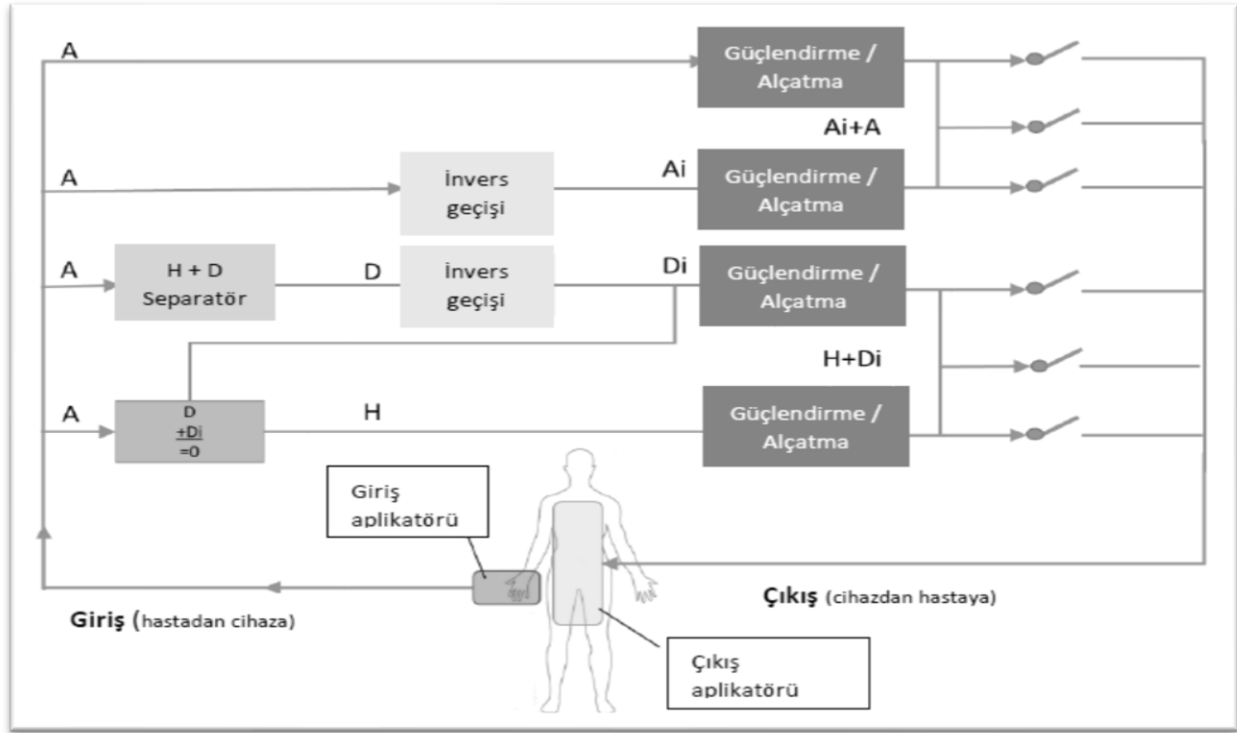 A
Güçlendirme /
Alçatma
Ai+A
A
İnvers
geçişi
Ai
Güçlendirme /
Alçatma
A
H + D
Separatör
D
İnvers
geçişi
Di
Güçlendirme /
Alçatma
H+Di
A
D
+Di
=0
H
Güçlendirme /
Alçatma
Giriş
aplikatörü
Giriş (hastadan cihaza)
Çıkış (cihazdan hastaya)
Çıkış
aplikatörü